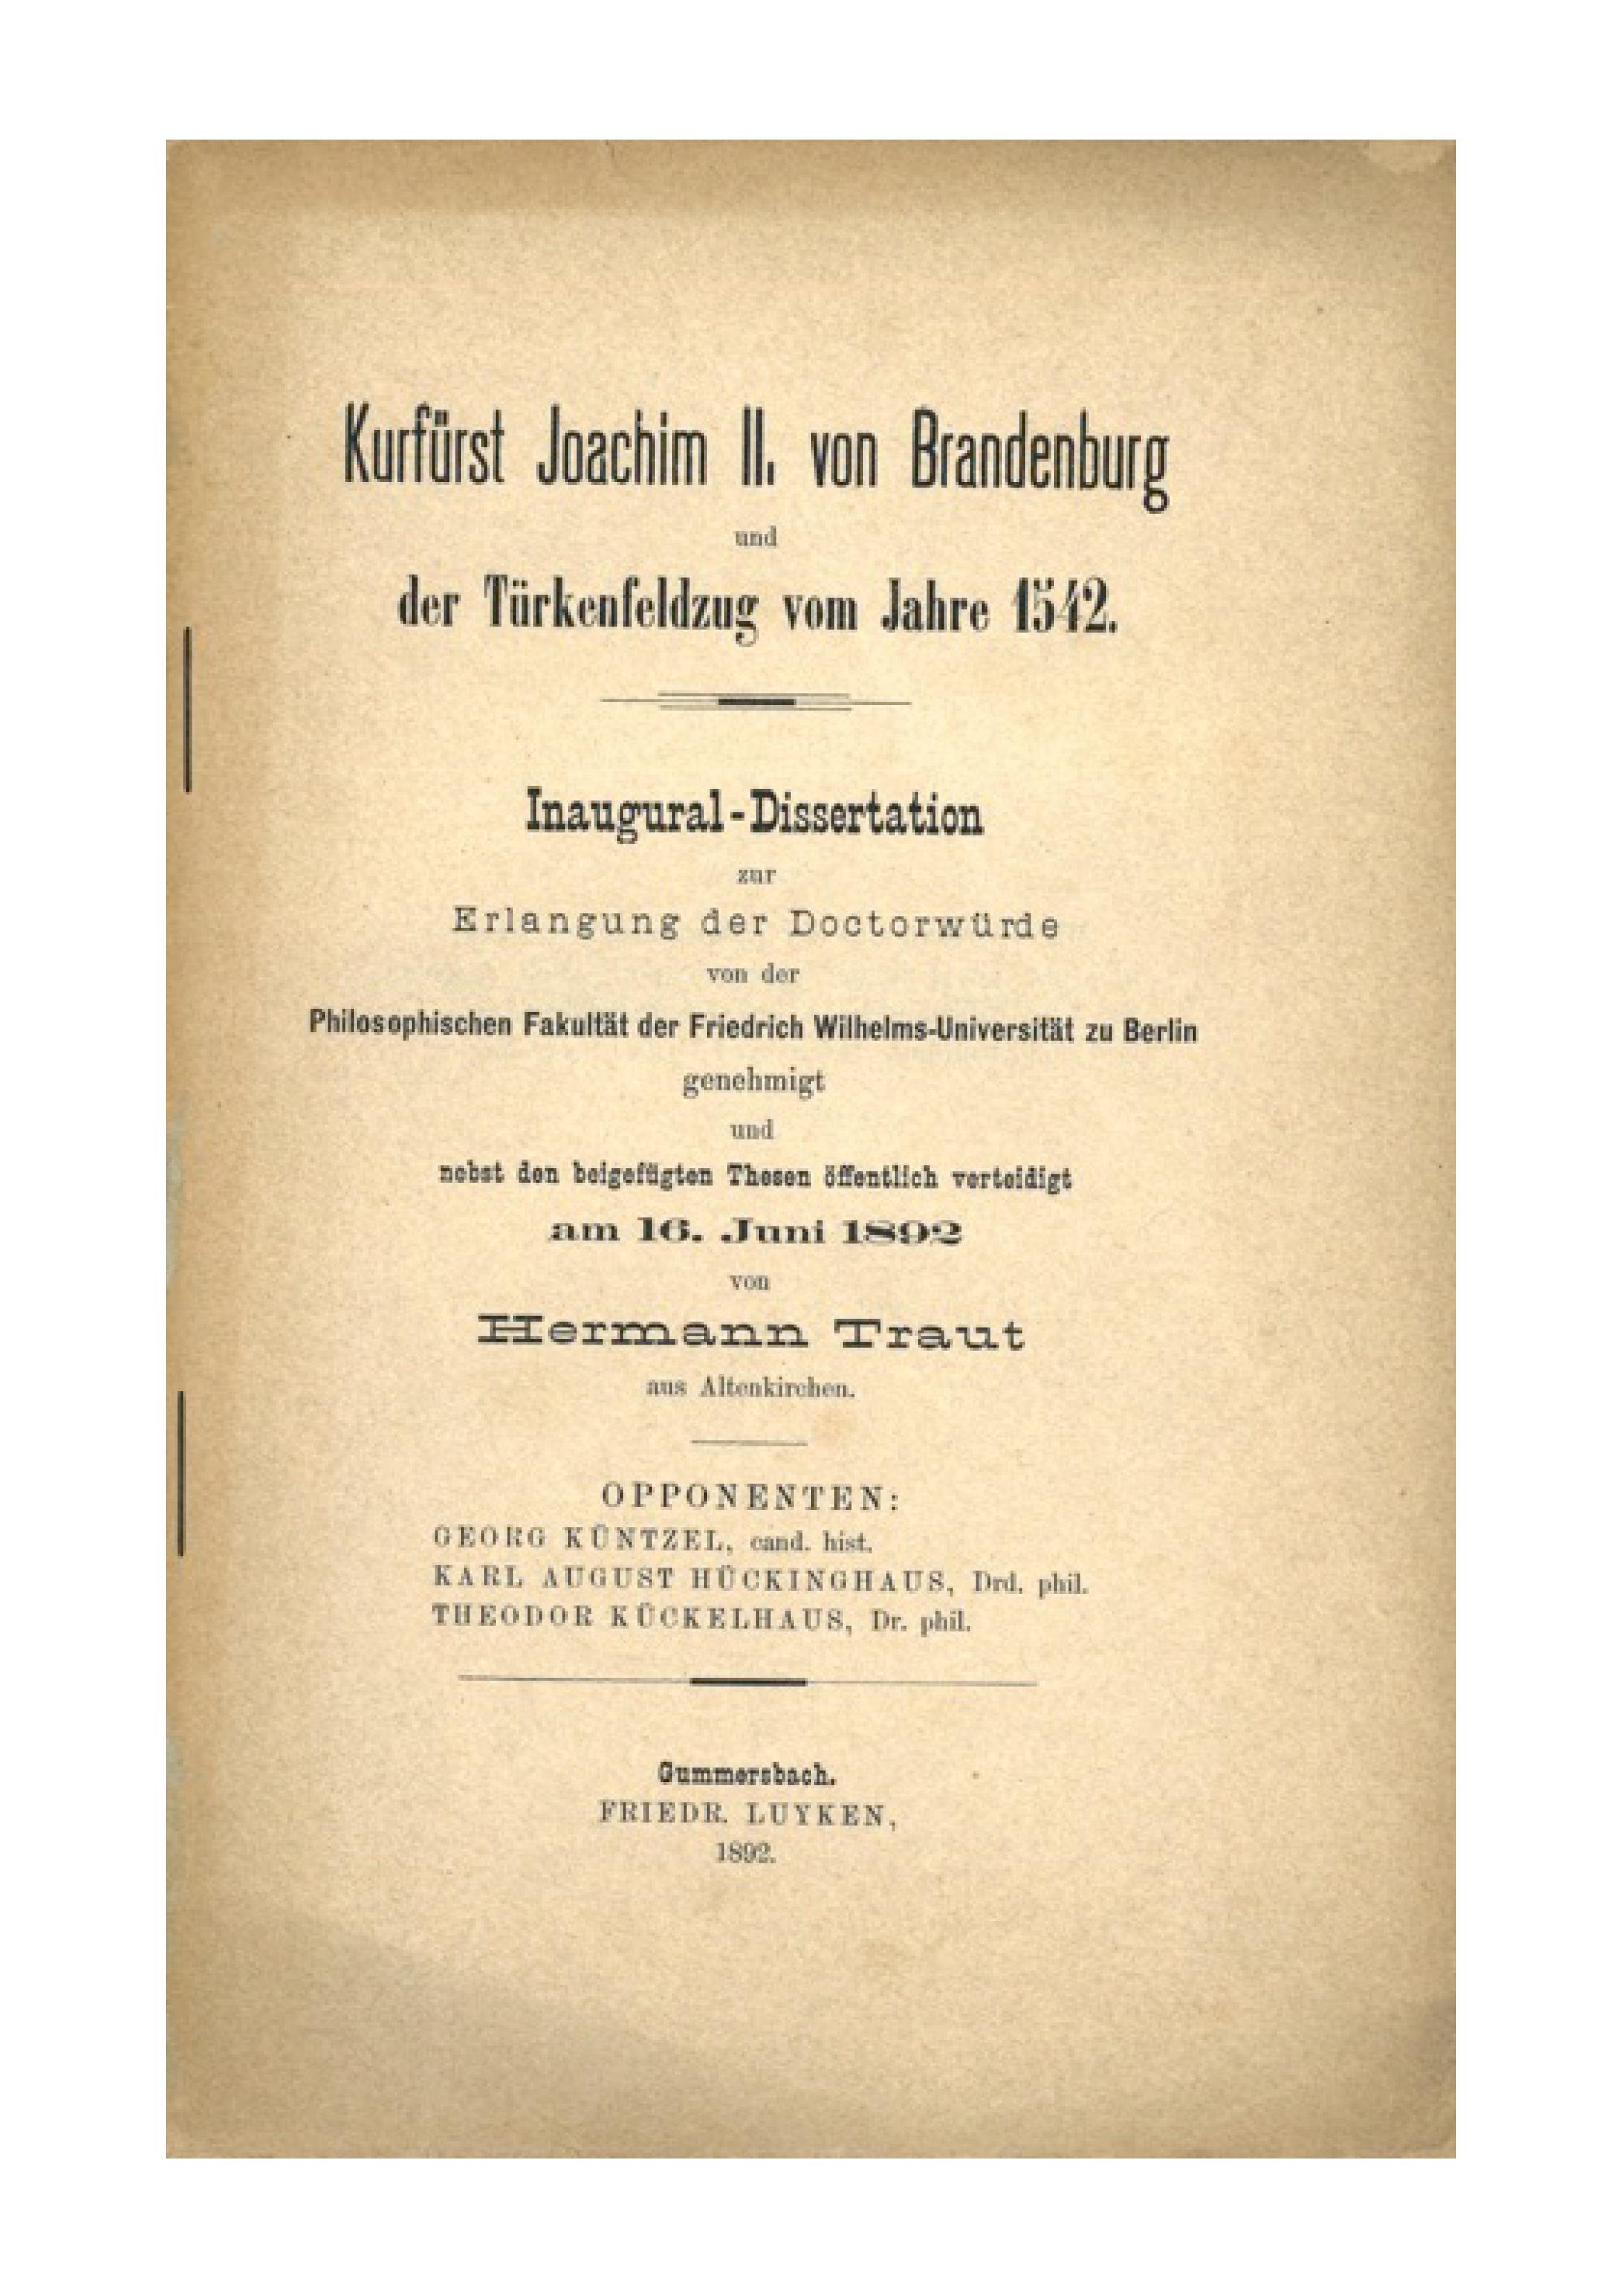 Kurfürst Joachim II. von Brandenburg
und
der Türkenfeldzug vom Jahre 1542.
Inaugural-Dissertation
zur
Erlangung der Doctorwürde
von der
Philosophischen Fakultät der Friedrich Wilhelms-Universität zu Berlin
genehmigt
und
nebst den beigefügten Thesen öffentlich verteidigt
am 16. Juni 1892
von
Hermann Traut
aus Altenkirchen.
OPPONENTEN:
GEORG KÜNTZEL, cand. hist.
KARL AUGUST HÜCKINGHAUS, Drd. phil.
THEODOR KÜCKELHAUS, Dr. phil.
Gummersbach.
FRIEDR. LUYKEN,
1892.